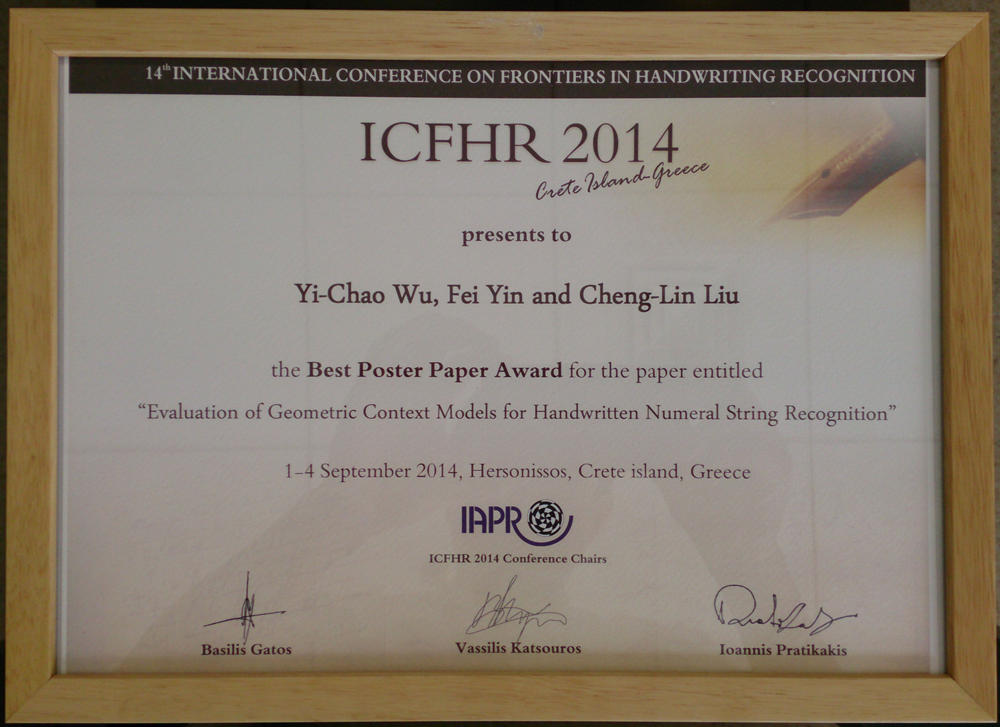 14th INTERNATIONAL CONFERENCE ON FRONTIERS IN HANDWRITING RECOGNITION
ICFHR 2014
Crete Island-Greece
presents to
Yi-Chao Wu, Fei Yin and Cheng-Lin Liu
the Best Poster Paper Award for the paper entitled
“Evaluation of Geometric Context Models for Handwritten Numeral String Recognition”
1-4 September 2014, Hersonissos, Crete island, Greece
IAPR
ICFHR 2014 Conference Chairs
Basilis Gatos
Vassilis Katsouros
Ioannis Pratikakis